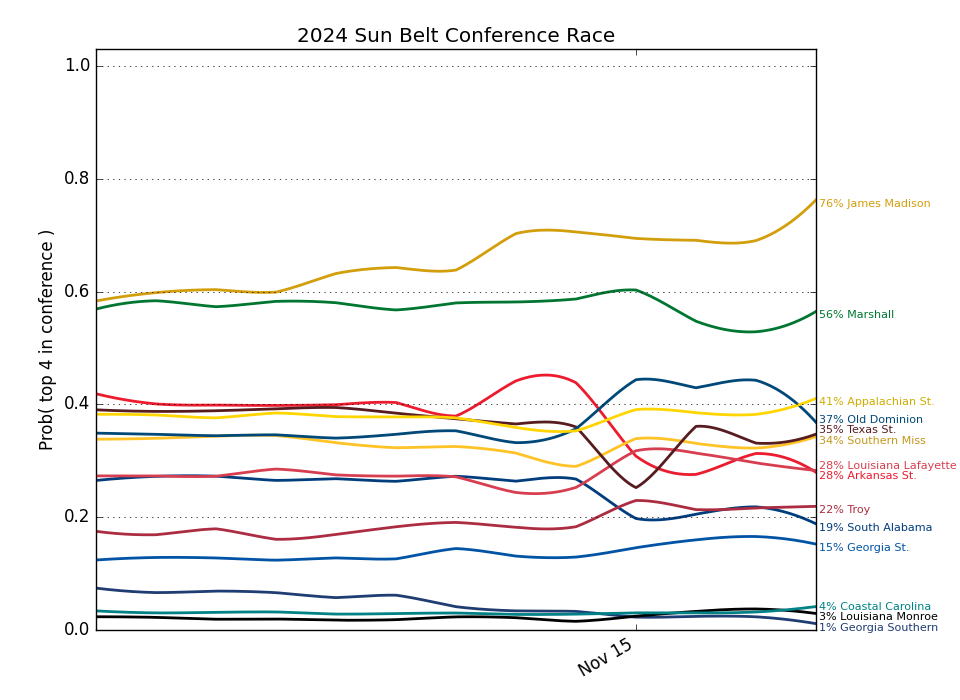 2024 Sun Belt Conference Race
Prob( top 4 in conference )
1.0
0.8
0.6
0.4
0.2
0.0
Nov 15
76% James Madison
56% Marshall
41% Appalachian St.
37% Old Dominion
35% Texas St.
34% Southern Miss
28% Louisiana Lafayette
28% Arkansas St.
22% Troy
19% South Alabama
15% Georgia St.
4% Coastal Carolina
3% Louisiana Monroe
1% Georgia Southern